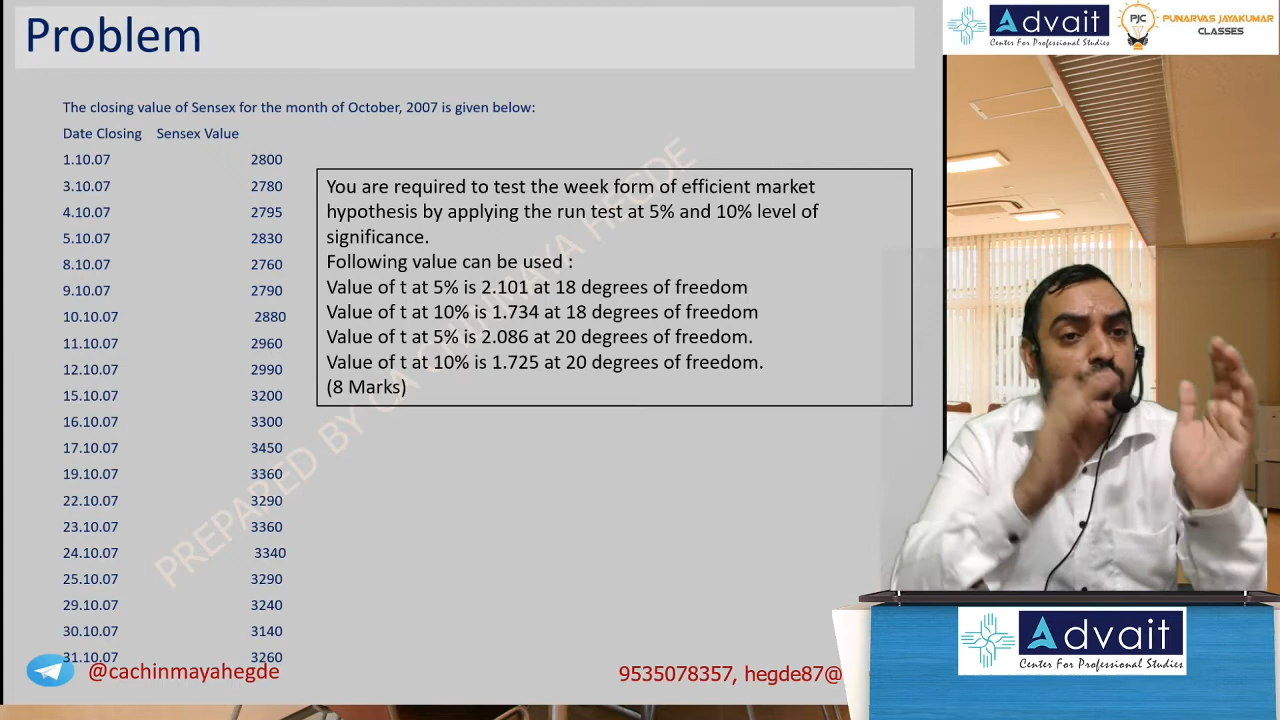 Problem
Advait
Center For Professional Studies
PJC
PUNARVAS JAYAKUMAR
CLASSES
The closing value of Sensex for the month of October, 2007 is given below:
Date Closing Sensex Value
1.10.07 2800
3.10.07 2780
4.10.07 2795
5.10.07 2830
8.10.07 2760
9.10.07 2790
10.10.07 2880
11.10.07 2960
12.10.07 2990
15.10.07 3200
16.10.07 3300
17.10.07 3450
19.10.07 3360
22.10.07 3290
23.10.07 3360
24.10.07 3340
25.10.07 3290
29.10.07 3240
30.10.07 3140
31.10.07 3260
You are required to test the week form of efficient market
hypothesis by applying the run test at 5% and 10% level of
significance.
Following value can be used :
Value of t at 5% is 2.101 at 18 degrees of freedom
Value of t at 10% is 1.734 at 18 degrees of freedom
Value of t at 5% is 2.086 at 20 degrees of freedom.
Value of t at 10% is 1.725 at 20 degrees of freedom.
(8 Marks)
PREPARED BY CA CHINMAYA HEGDE
@cachinmayahegde
9535078357, hegde87@
Advait
Center For Professional Studies